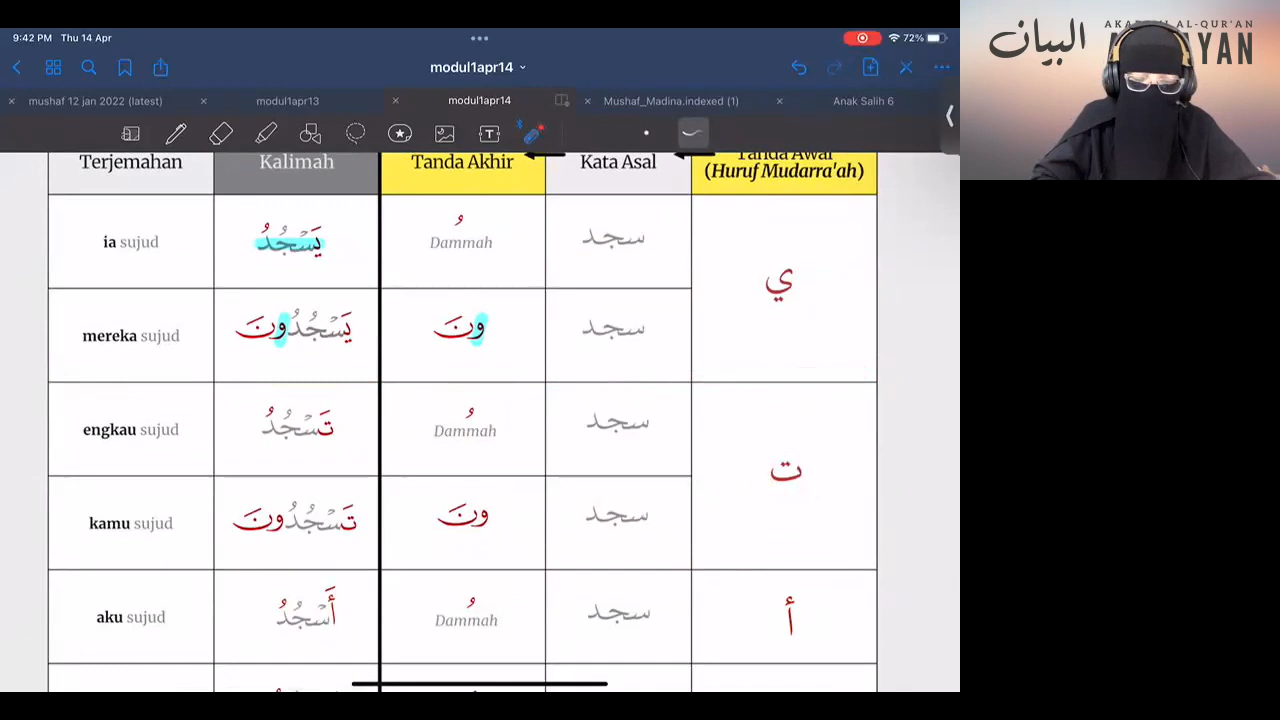 9:42 PM Thu 14 Apr
72%
modul1apr14
mushaf 12 jan 2022 (latest)
modul1apr13
modul1apr14
Mushaf_Madina.indexed (1)
Anak Salih 6
Terjemahan Kalimah Tanda Akhir Kata Asal Tanda Awal
(Huruf Mudarra'ah)
ia sujud يَسْجُدُ ُ Dammah سجد ي
mereka sujud يَسْجُدُونَ ونَ سجد
engkau sujud تَسْجُدُ ُ Dammah سجد ت
kamu sujud تَسْجُدُونَ ونَ سجد
aku sujud أَسْجُدُ ُ Dammah سجد أ
البيان
AL-QUR'AN